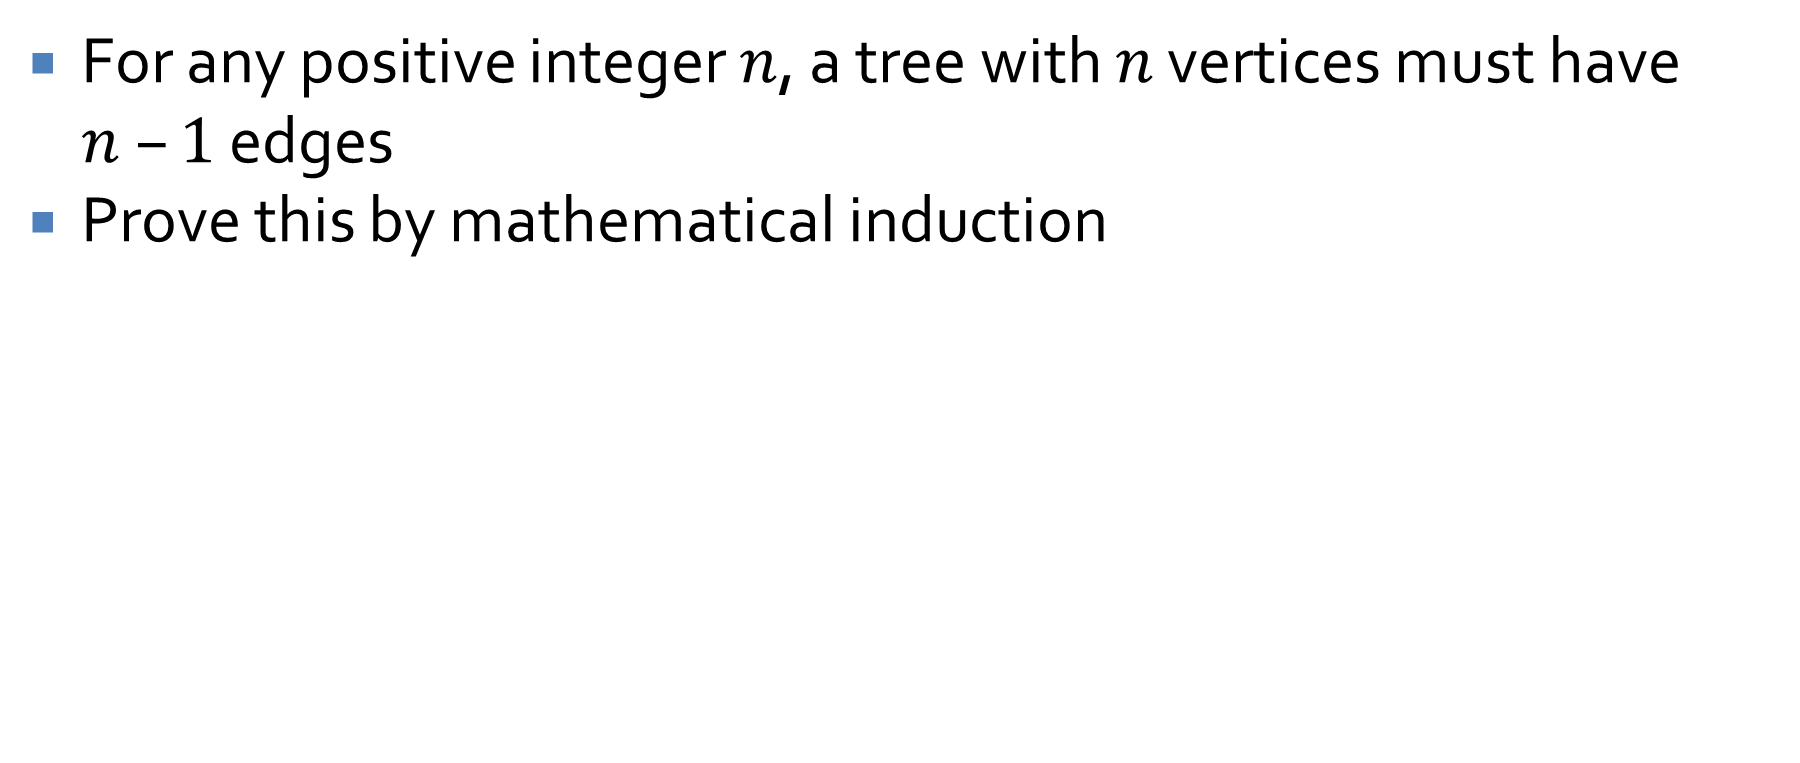 ▪ For any positive integer n, a tree with n vertices must have
n – 1 edges
▪ Prove this by mathematical induction